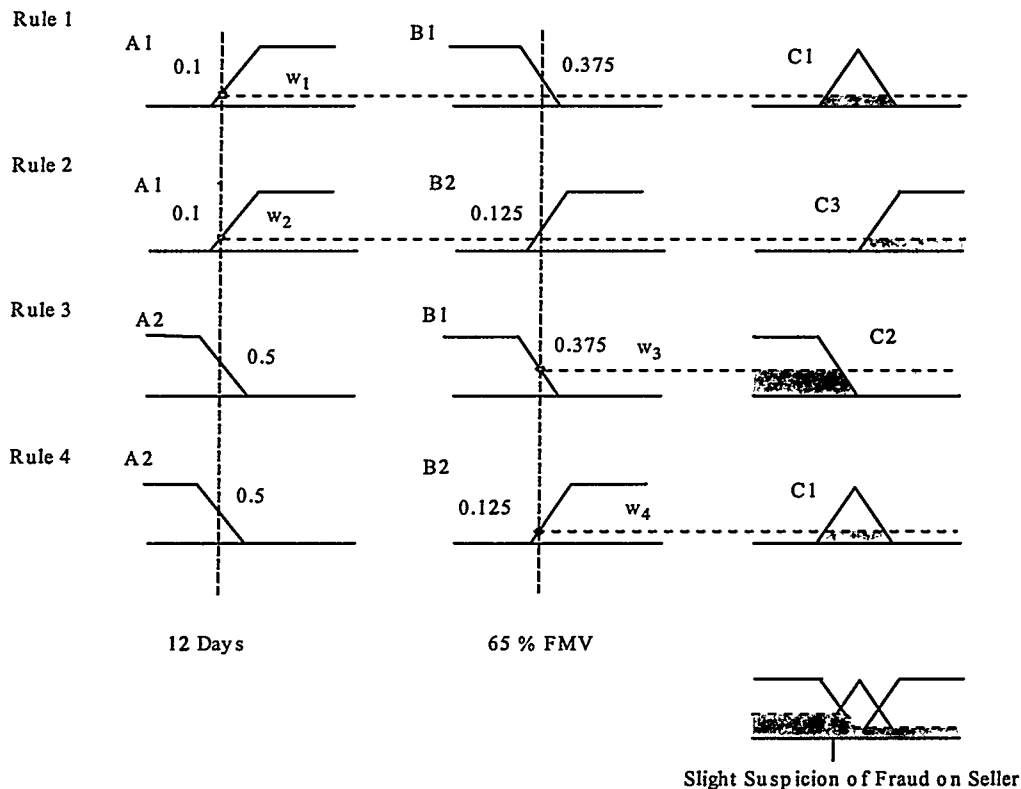 Rule 1
A1
B1
C1
0.1
w1
0.375
Rule 2
A1
B2
C3
0.1
w2
0.125
Rule 3
A2
B1
C2
0.5
0.375
w3
Rule 4
A2
B2
C1
0.5
0.125
w4
12 Days
65 % FMV
Slight Suspicion of Fraud on Seller